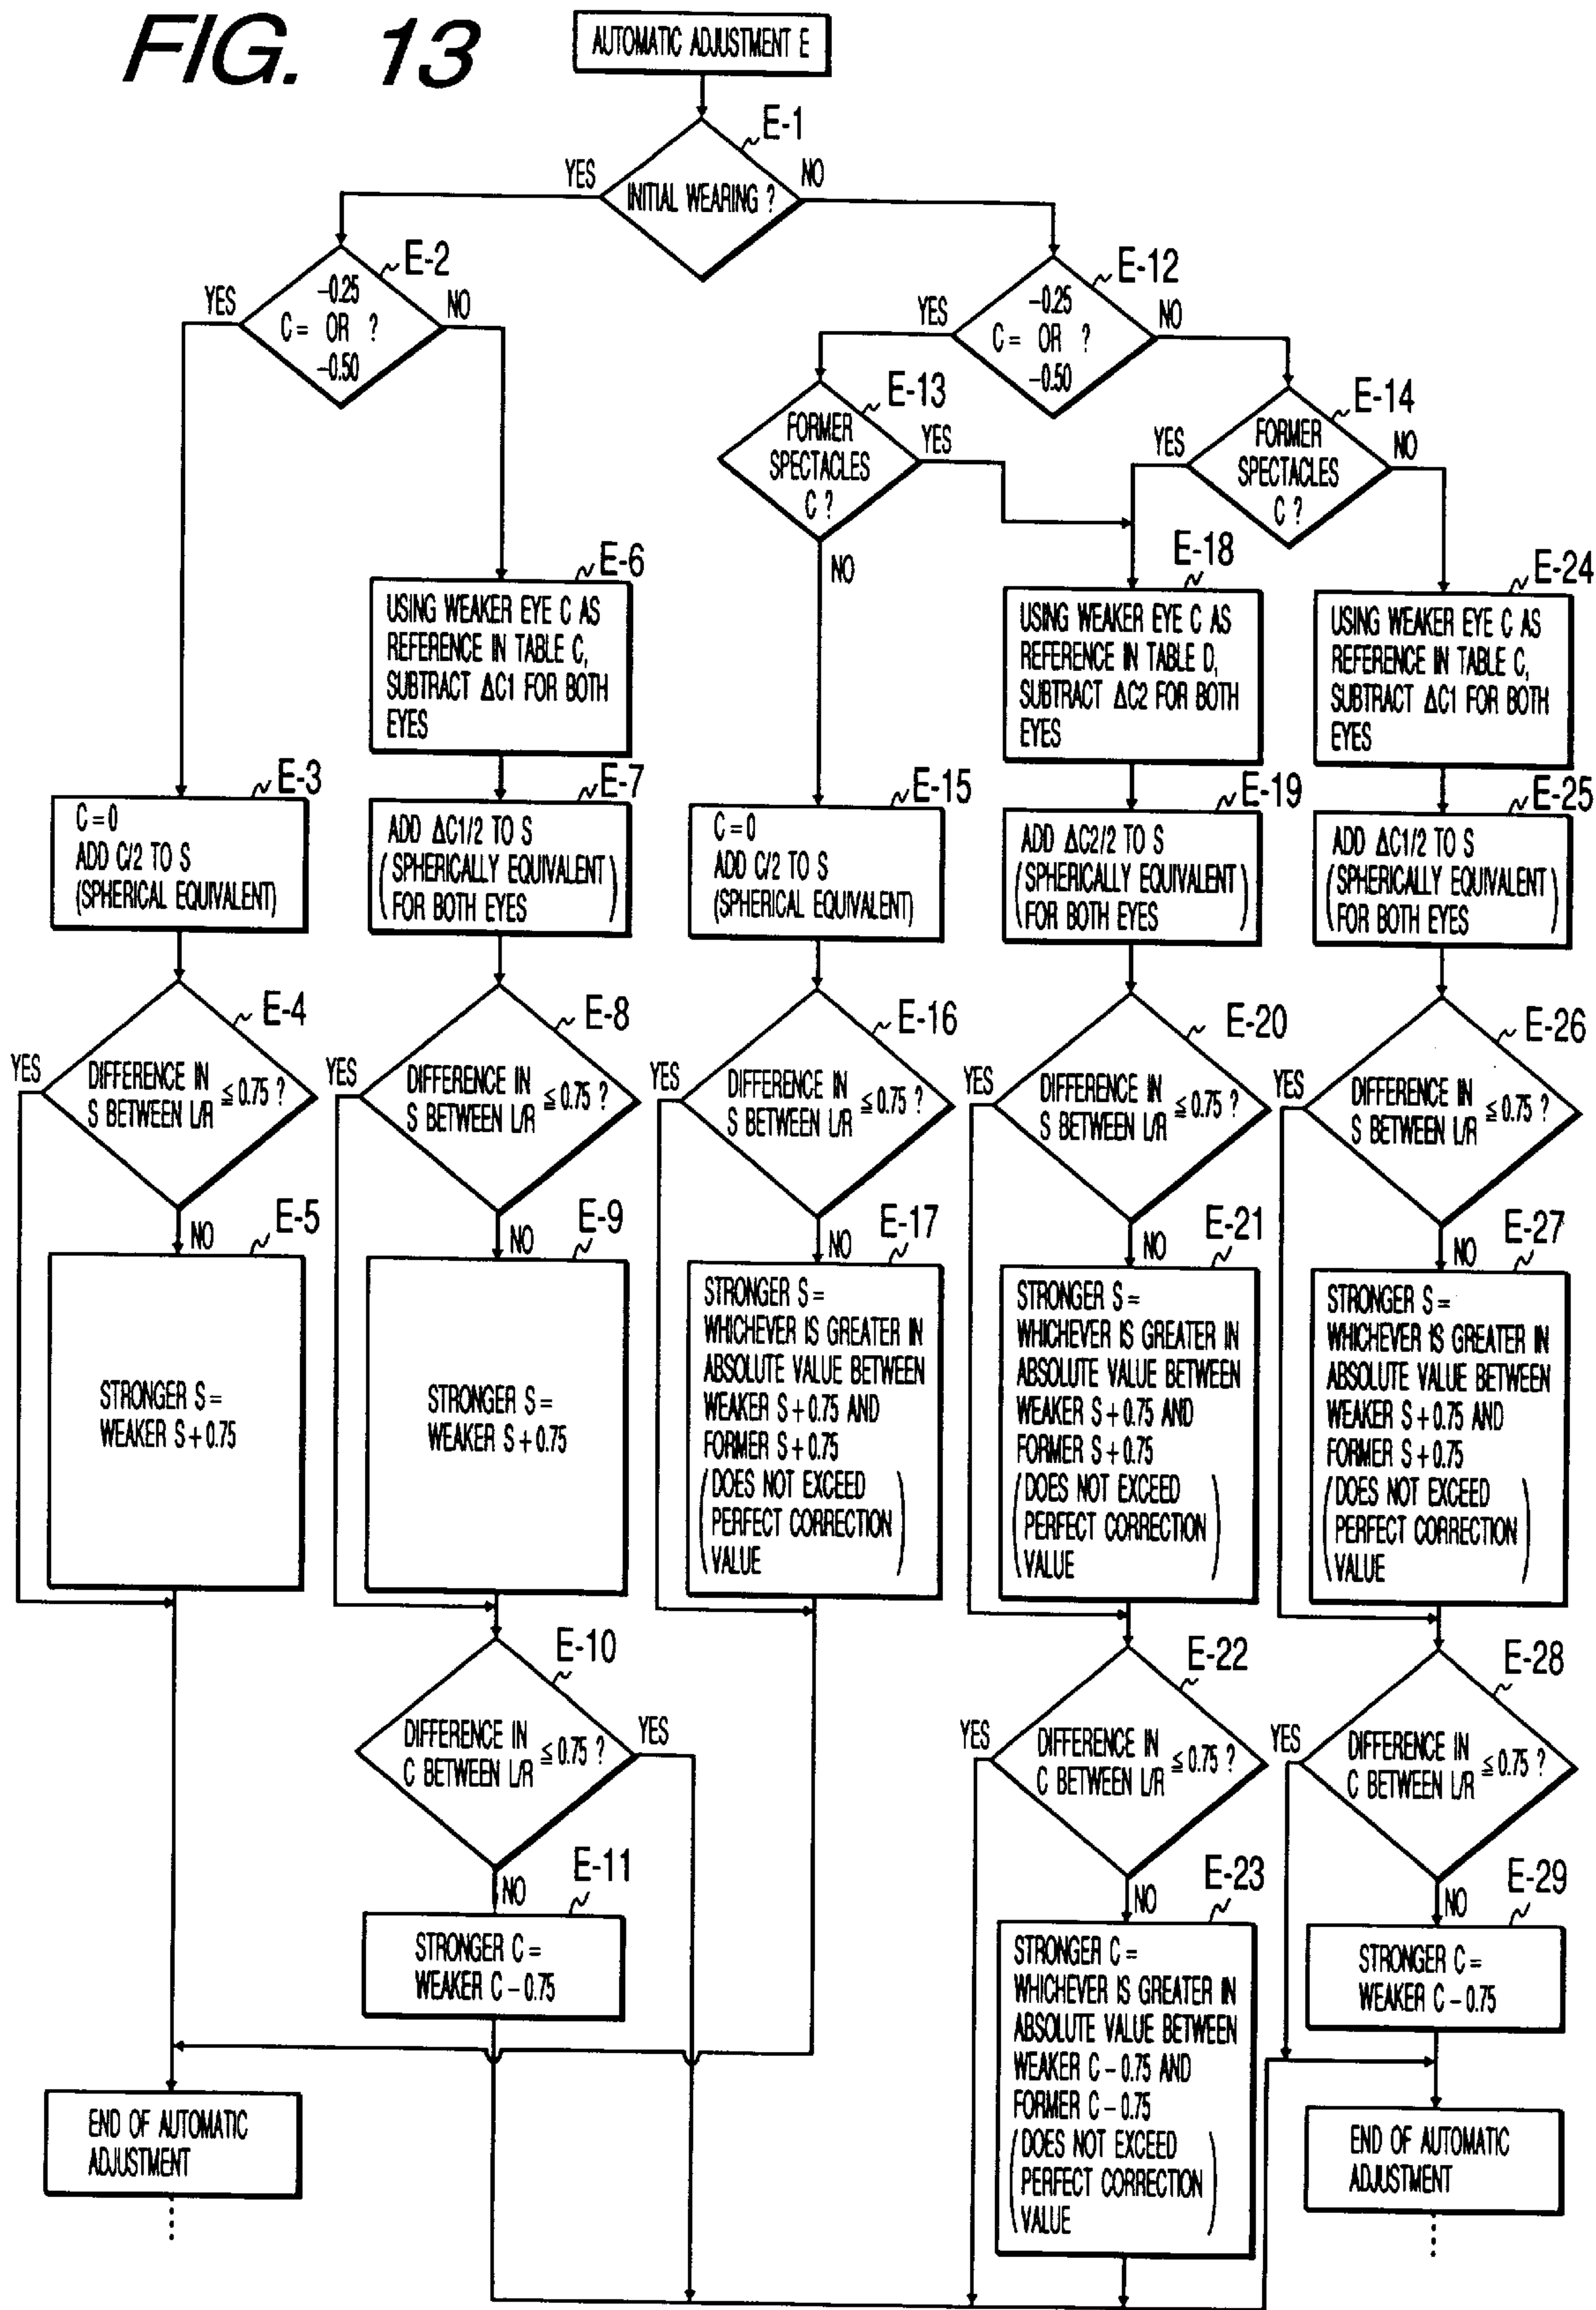 FIG. 13
AUTOMATIC ADJUSTMENT E
E-1
YES
INITIAL WEARING ?
NO
E-2
YES
-0.25
C = OR ?
-0.50
NO
E-12
YES
-0.25
C = OR ?
-0.50
NO
E-13
FORMER
SPECTACLES
C ?
YES
NO
E-14
YES
FORMER
SPECTACLES
C ?
NO
E-6
USING WEAKER EYE C AS
REFERENCE IN TABLE C,
SUBTRACT ΔC1 FOR BOTH
EYES
E-18
USING WEAKER EYE C AS
REFERENCE IN TABLE D,
SUBTRACT ΔC2 FOR BOTH
EYES
E-24
USING WEAKER EYE C AS
REFERENCE IN TABLE C,
SUBTRACT ΔC1 FOR BOTH
EYES
E-3
C = 0
ADD C/2 TO S
(SPHERICAL EQUIVALENT)
E-7
ADD ΔC1/2 TO S
(SPHERICALLY EQUIVALENT
FOR BOTH EYES)
E-15
C = 0
ADD C/2 TO S
(SPHERICAL EQUIVALENT)
E-19
ADD ΔC2/2 TO S
(SPHERICALLY EQUIVALENT
FOR BOTH EYES)
E-25
ADD ΔC1/2 TO S
(SPHERICALLY EQUIVALENT
FOR BOTH EYES)
E-4
YES
DIFFERENCE IN
S BETWEEN L/R ≦ 0.75 ?
NO
E-8
YES
DIFFERENCE IN
S BETWEEN L/R ≦ 0.75 ?
NO
E-16
YES
DIFFERENCE IN
S BETWEEN L/R ≦ 0.75 ?
NO
E-20
YES
DIFFERENCE IN
S BETWEEN L/R ≦ 0.75 ?
NO
E-26
YES
DIFFERENCE IN
S BETWEEN L/R ≦ 0.75 ?
NO
E-5
STRONGER S =
WEAKER S + 0.75
E-9
STRONGER S =
WEAKER S + 0.75
E-17
STRONGER S =
WHICHEVER IS GREATER IN
ABSOLUTE VALUE BETWEEN
WEAKER S + 0.75 AND
FORMER S + 0.75
(DOES NOT EXCEED
PERFECT CORRECTION
VALUE)
E-21
STRONGER S =
WHICHEVER IS GREATER IN
ABSOLUTE VALUE BETWEEN
WEAKER S + 0.75 AND
FORMER S + 0.75
(DOES NOT EXCEED
PERFECT CORRECTION
VALUE)
E-27
STRONGER S =
WHICHEVER IS GREATER IN
ABSOLUTE VALUE BETWEEN
WEAKER S + 0.75 AND
FORMER S + 0.75
(DOES NOT EXCEED
PERFECT CORRECTION
VALUE)
E-10
DIFFERENCE IN
C BETWEEN L/R ≦ 0.75 ?
YES
NO
E-22
YES
DIFFERENCE IN
C BETWEEN L/R ≦ 0.75 ?
NO
E-28
YES
DIFFERENCE IN
C BETWEEN L/R ≦ 0.75 ?
NO
E-11
STRONGER C =
WEAKER C - 0.75
E-23
STRONGER C =
WHICHEVER IS GREATER IN
ABSOLUTE VALUE BETWEEN
WEAKER C - 0.75 AND
FORMER C - 0.75
(DOES NOT EXCEED
PERFECT CORRECTION
VALUE)
E-29
STRONGER C =
WEAKER C - 0.75
END OF AUTOMATIC
ADJUSTMENT
END OF AUTOMATIC
ADJUSTMENT